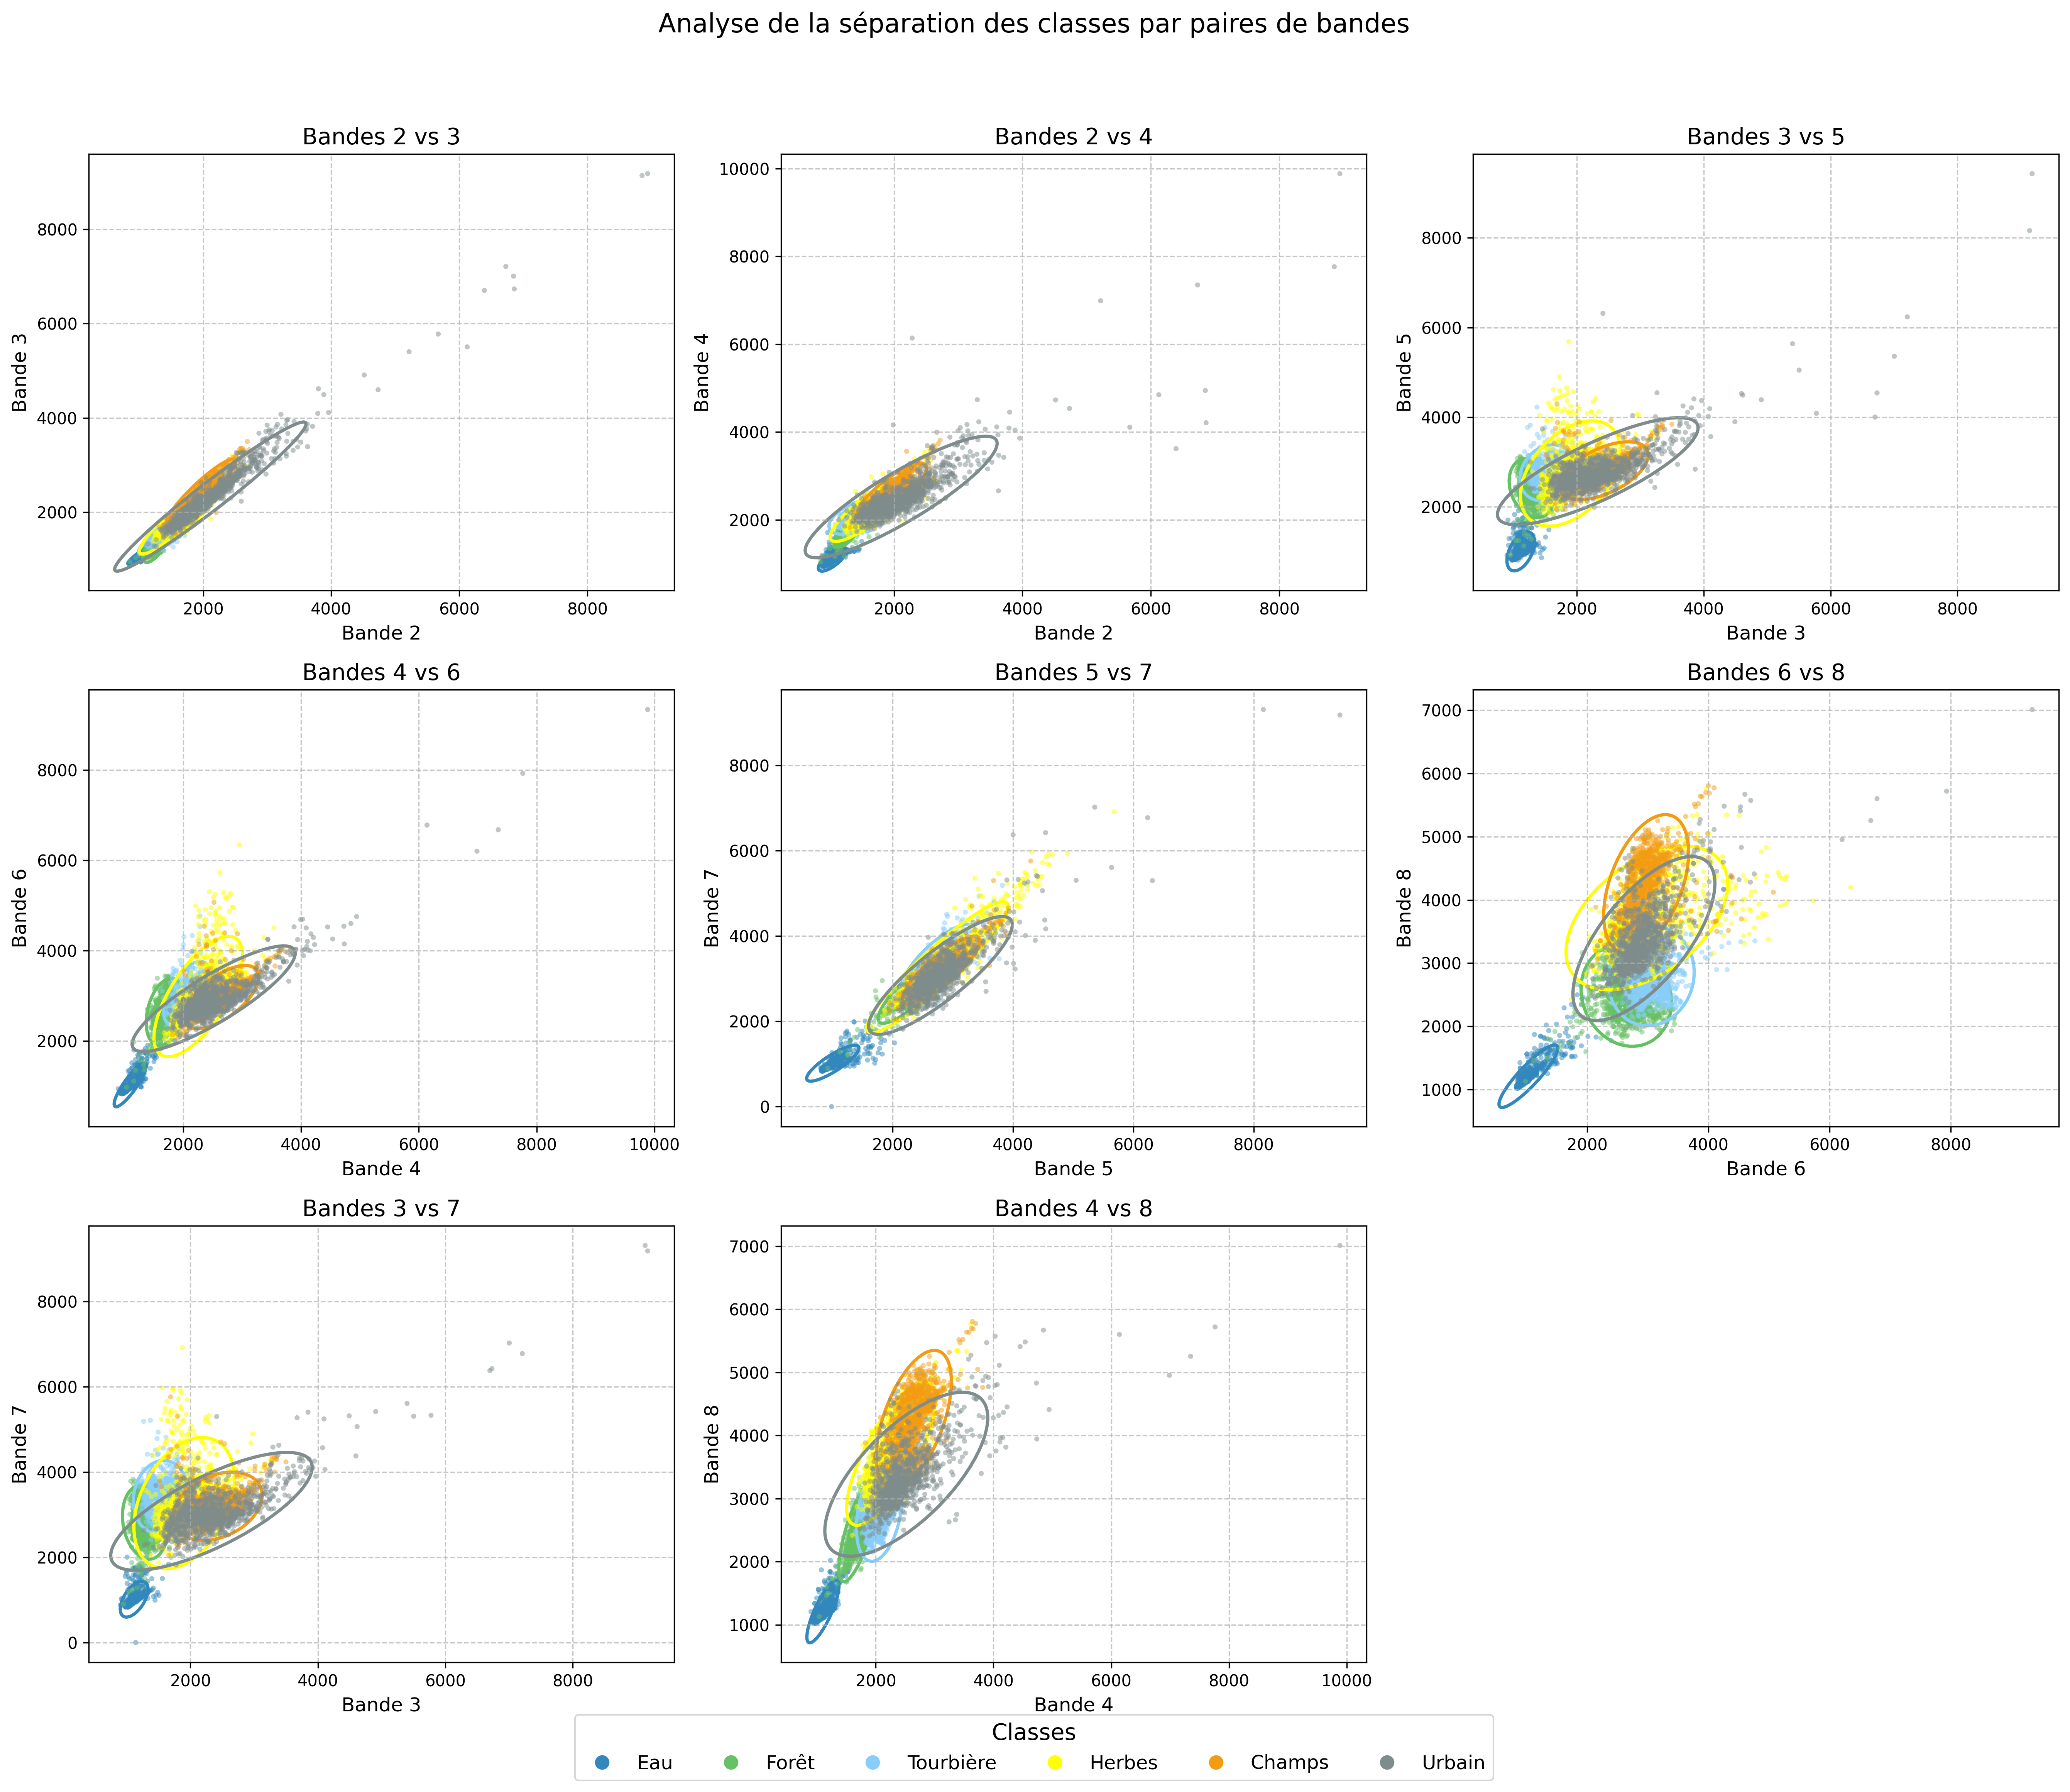 Analyse de la séparation des classes par paires de bandes
Bandes 2 vs 3
Bande 3
8000
6000
4000
2000
2000 4000 6000 8000
Bande 2
Bandes 2 vs 4
Bande 4
10000
8000
6000
4000
2000
2000 4000 6000 8000
Bande 2
Bandes 3 vs 5
Bande 5
8000
6000
4000
2000
2000 4000 6000 8000
Bande 3
Bandes 4 vs 6
Bande 6
8000
6000
4000
2000
2000 4000 6000 8000 10000
Bande 4
Bandes 5 vs 7
Bande 7
8000
6000
4000
2000
0
2000 4000 6000 8000
Bande 5
Bandes 6 vs 8
Bande 8
7000
6000
5000
4000
3000
2000
1000
2000 4000 6000 8000
Bande 6
Bandes 3 vs 7
Bande 7
8000
6000
4000
2000
0
2000 4000 6000 8000
Bande 3
Bandes 4 vs 8
Bande 8
7000
6000
5000
4000
3000
2000
1000
2000 4000 6000 8000 10000
Bande 4
Classes
Eau Forêt Tourbière Herbes Champs Urbain